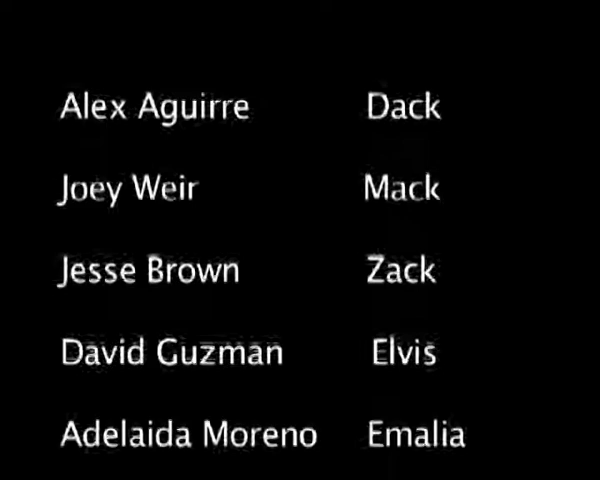 Alex Aguirre Dack
Joey Weir Mack
Jesse Brown Zack
David Guzman Elvis
Adelaida Moreno Emalia